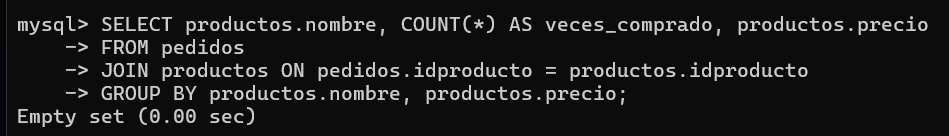 mysql> SELECT productos.nombre, COUNT(*) AS veces_comprado, productos.precio
    -> FROM pedidos
    -> JOIN productos ON pedidos.idproducto = productos.idproducto
    -> GROUP BY productos.nombre, productos.precio;
Empty set (0.00 sec)